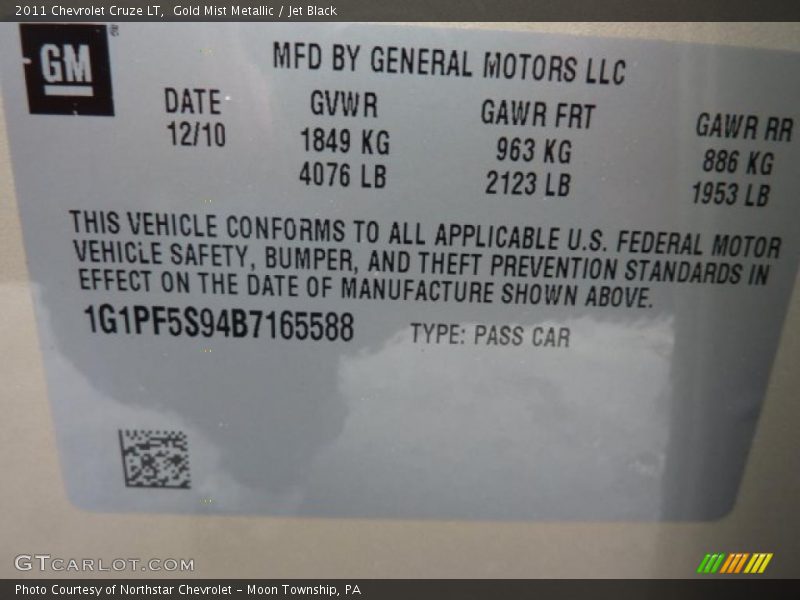 2011 Chevrolet Cruze LT, Gold Mist Metallic / Jet Black
GM
®
MFD BY GENERAL MOTORS LLC
DATE GVWR GAWR FRT GAWR RR
12/10 1849 KG 963 KG 886 KG
4076 LB 2123 LB 1953 LB
THIS VEHICLE CONFORMS TO ALL APPLICABLE U.S. FEDERAL MOTOR
VEHICLE SAFETY, BUMPER, AND THEFT PREVENTION STANDARDS IN
EFFECT ON THE DATE OF MANUFACTURE SHOWN ABOVE.
1G1PF5S94B7165588 TYPE: PASS CAR
GTCARLOT.COM
Photo Courtesy of Northstar Chevrolet - Moon Township, PA